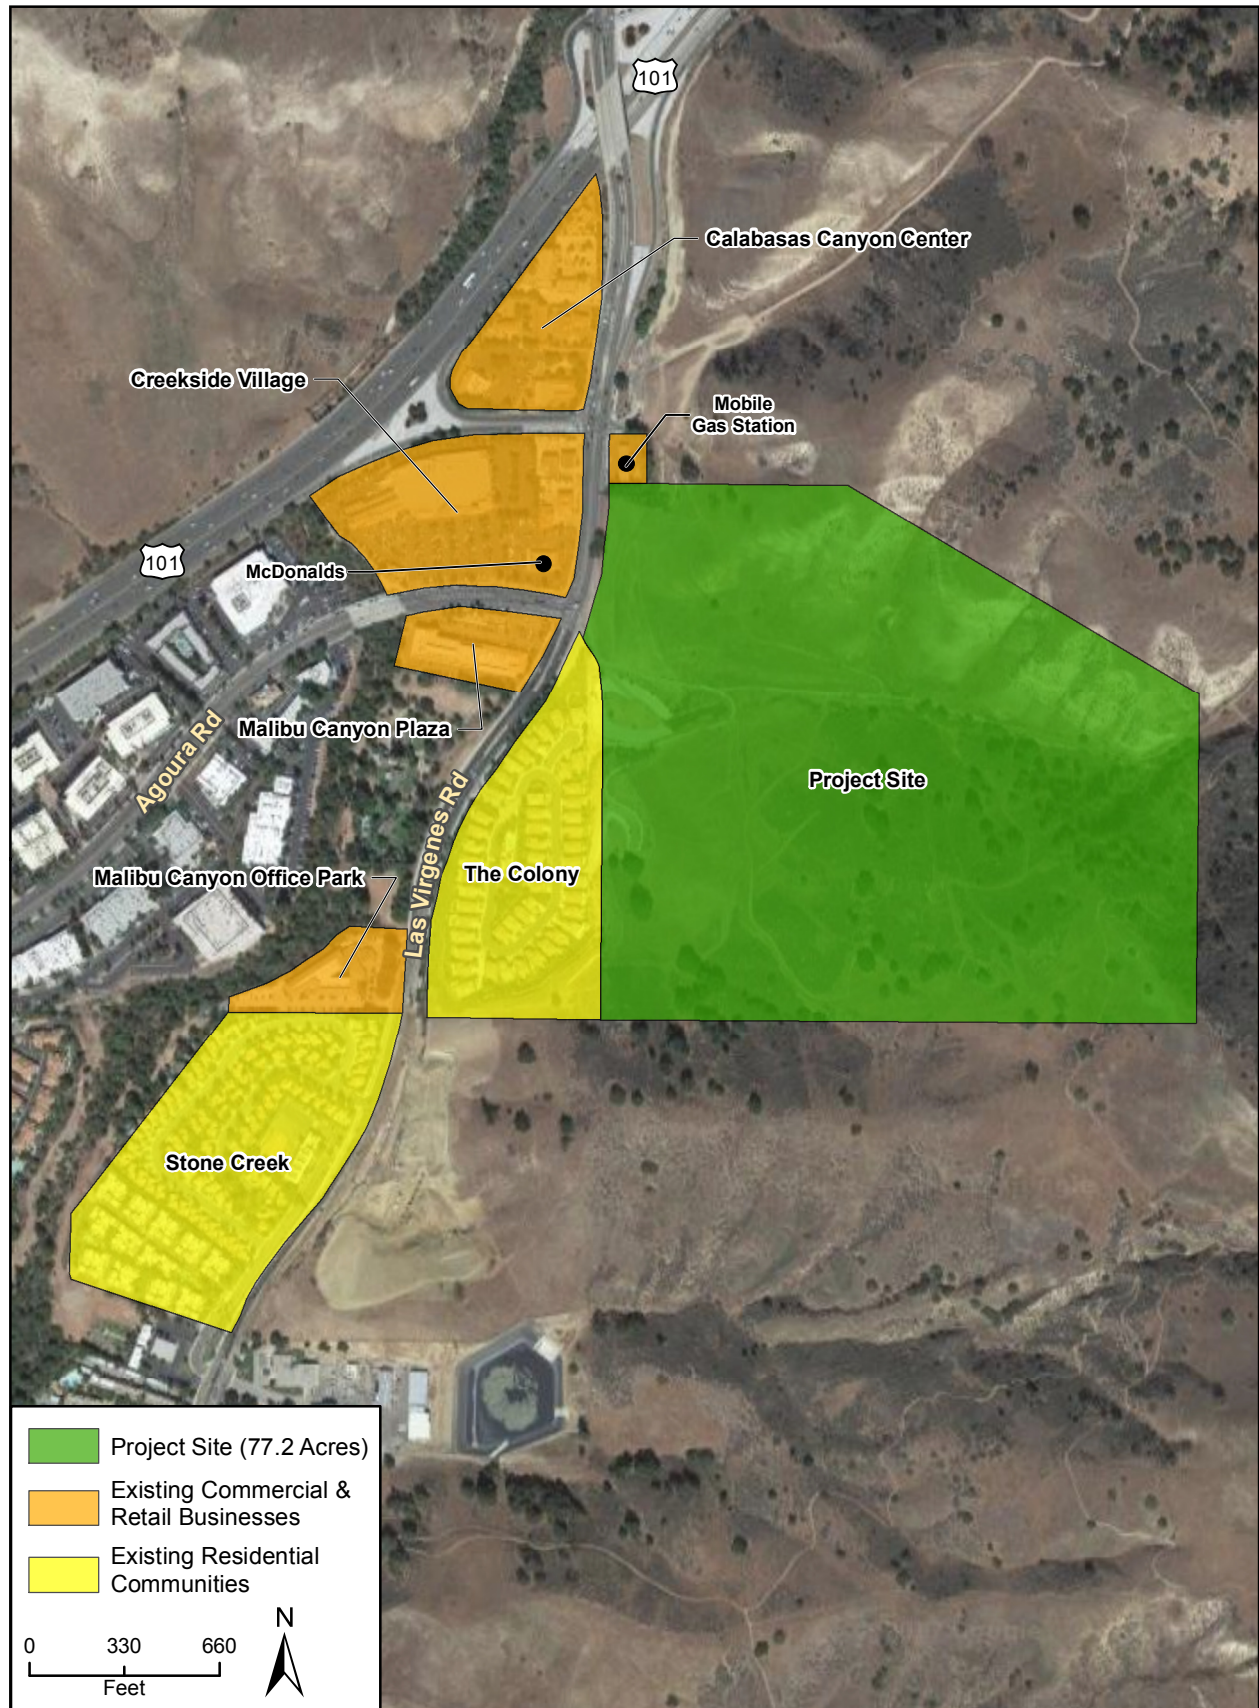 101
Calabasas Canyon Center
Creekside Village
Mobile
Gas Station
101
McDonalds
Malibu Canyon Plaza
Agoura Rd
Project Site
Las Virgenes Rd
The Colony
Malibu Canyon Office Park
Stone Creek
Project Site (77.2 Acres)
Existing Commercial &
Retail Businesses
Existing Residential
Communities
N
0 330 660
Feet